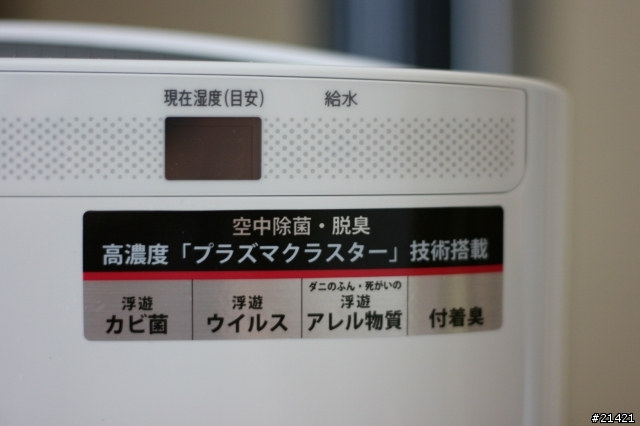 現在湿度(目安) 給水
空中除菌・脱臭
高濃度「プラズマクラスター」技術搭載
浮遊
カビ菌
浮遊
ウイルス
ダニのふん・死がいの
浮遊
アレル物質
付着臭
#21421